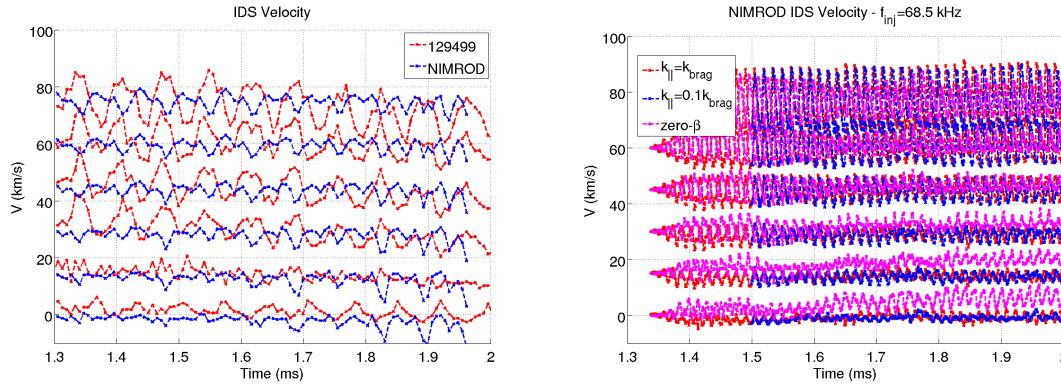 IDS Velocity
100
80
60
40
20
0
V (km/s)
129499
NIMROD
1.3 1.4 1.5 1.6 1.7 1.8 1.9 2
Time (ms)
NIMROD IDS Velocity - f_inj=68.5 kHz
100
80
60
40
20
0
V (km/s)
k_||=k_brag
k_||=0.1k_brag
zero-β
1.3 1.4 1.5 1.6 1.7 1.8 1.9
Time (ms)